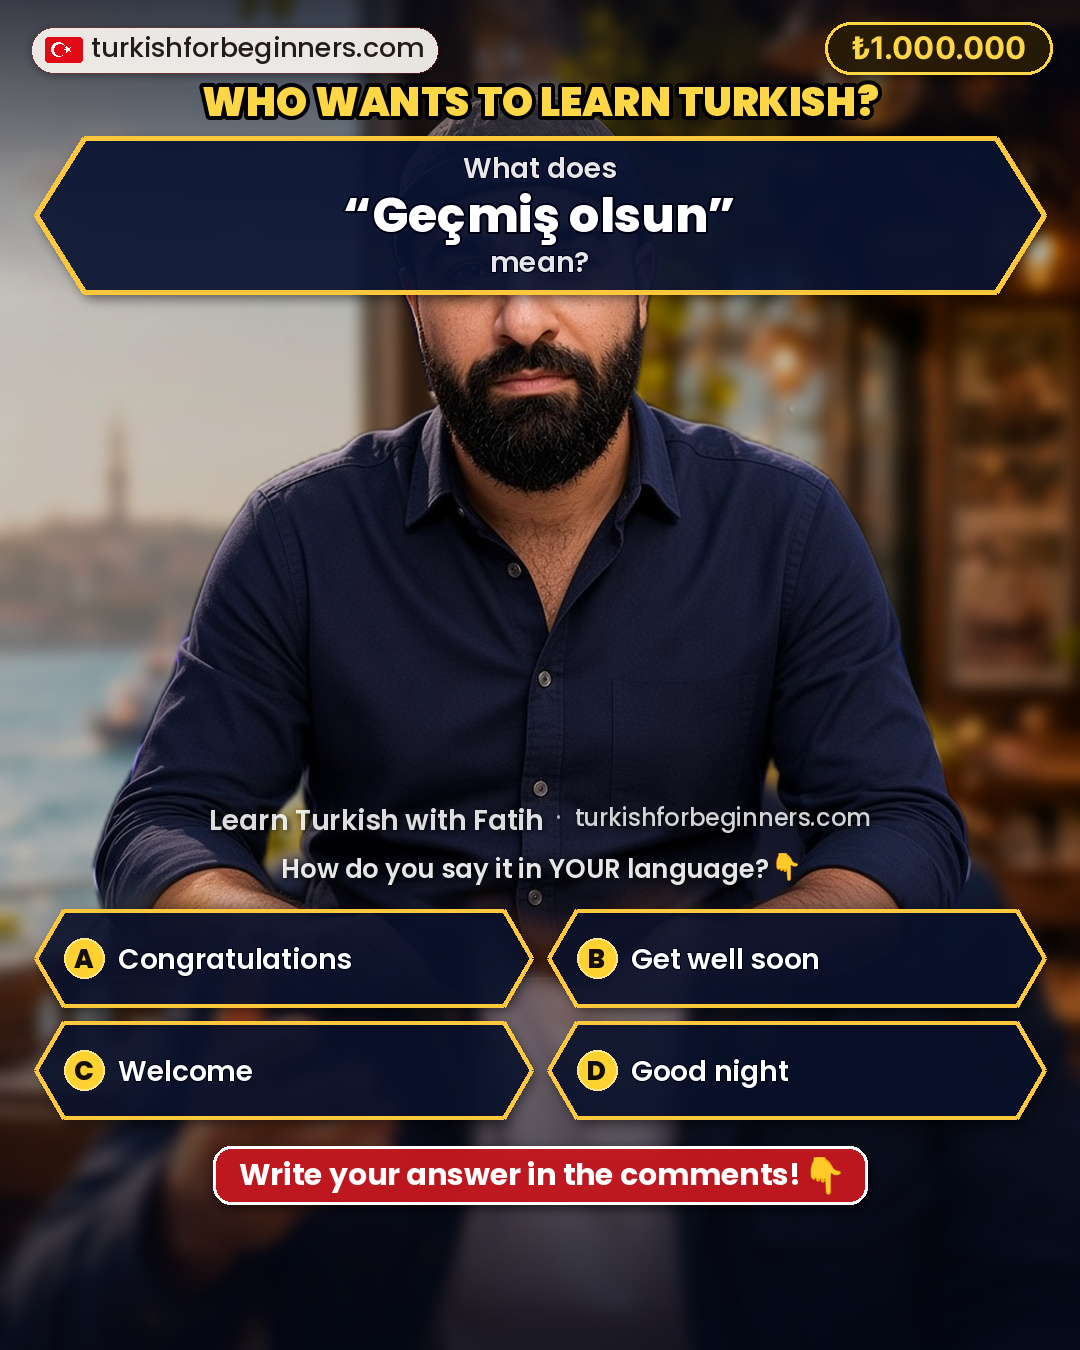 turkishforbeginners.com
₺1.000.000
WHO WANTS TO LEARN TURKISH?
What does
“Geçmiş olsun”
mean?
Learn Turkish with Fatih · turkishforbeginners.com
How do you say it in YOUR language? 👇
A Congratulations
B Get well soon
C Welcome
D Good night
Write your answer in the comments! 👇